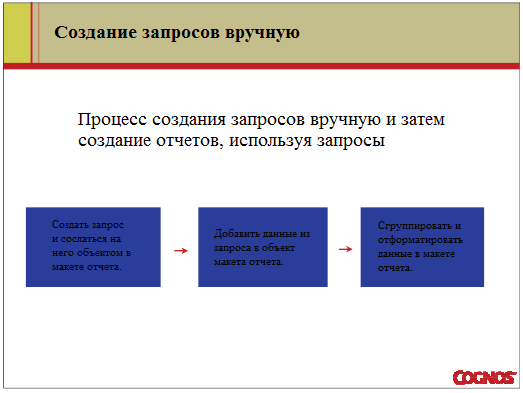 Создание запросов вручную
Процесс создания запросов вручную и затем
создание отчетов, используя запросы
Создать запрос
и сослаться на
него объектом в
макете отчета.
Добавить данные из
запроса в объект
макета отчета.
Сгруппировать и
отформатировать
данные в макете
отчета.
COGNOS